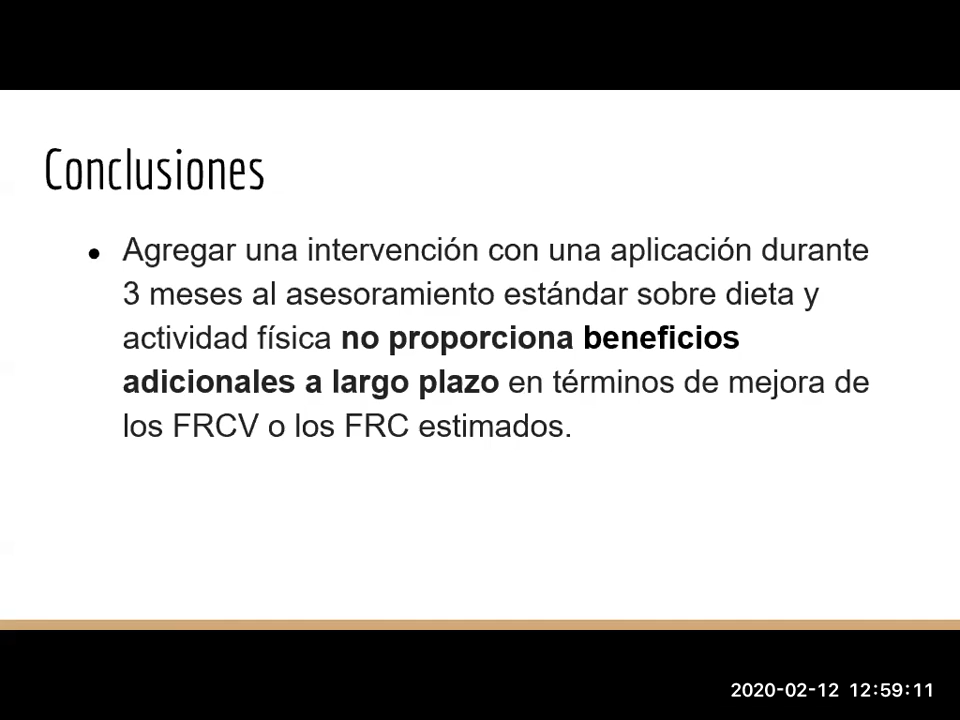 Conclusiones
● Agregar una intervención con una aplicación durante
3 meses al asesoramiento estándar sobre dieta y
actividad física no proporciona beneficios
adicionales a largo plazo en términos de mejora de
los FRCV o los FRC estimados.
2020-02-12 12:59:11